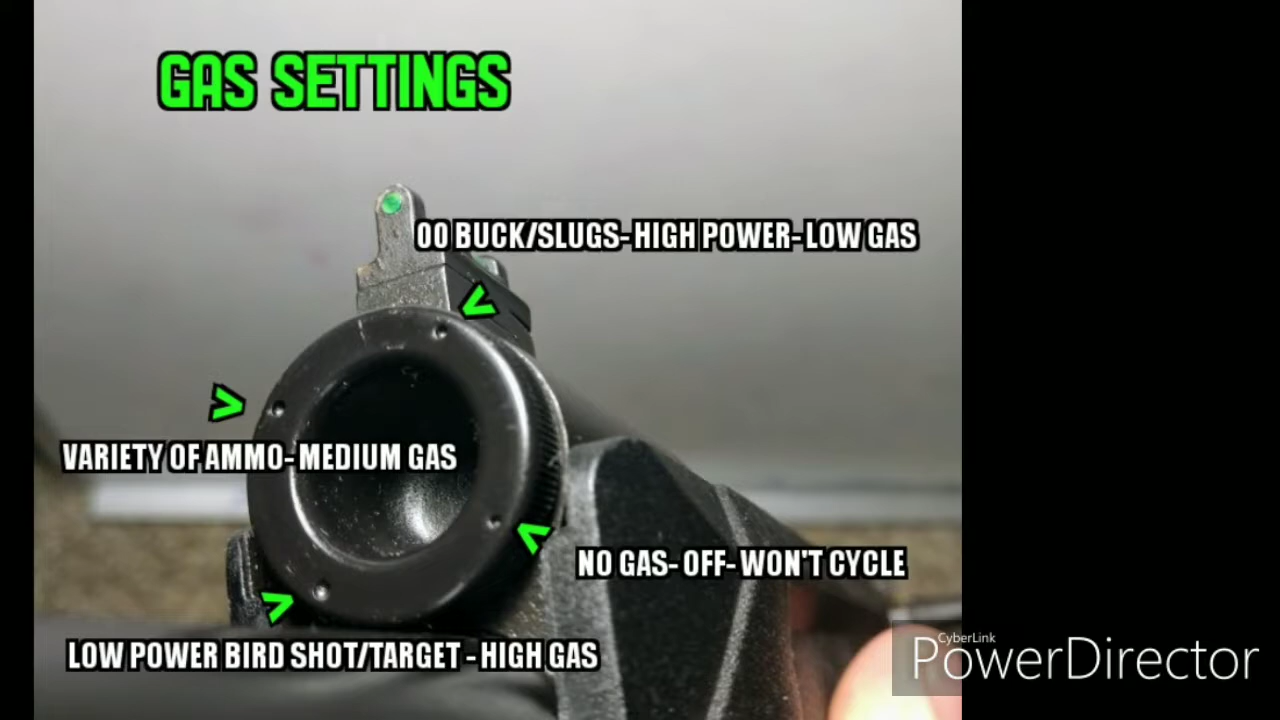 GAS SETTINGS
00 BUCK/SLUGS-HIGH POWER-LOW GAS
VARIETY OF AMMO-MEDIUM GAS
NO GAS-OFF-WON'T CYCLE
LOW POWER BIRD SHOT/TARGET -HIGH GAS
CyberLink
PowerDirector